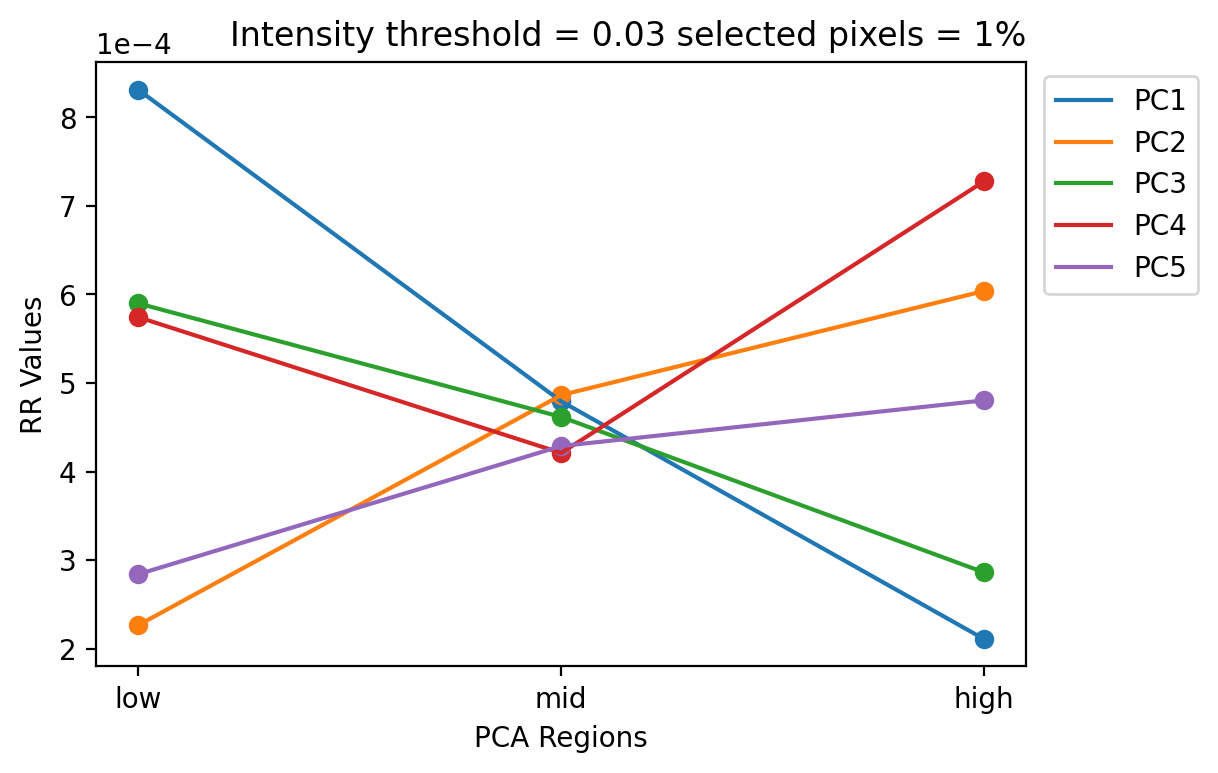 Intensity threshold = 0.03 selected pixels = 1%
1e−4
8
7
6
5
4
3
2
RR Values
low mid high
PCA Regions
PC1
PC2
PC3
PC4
PC5